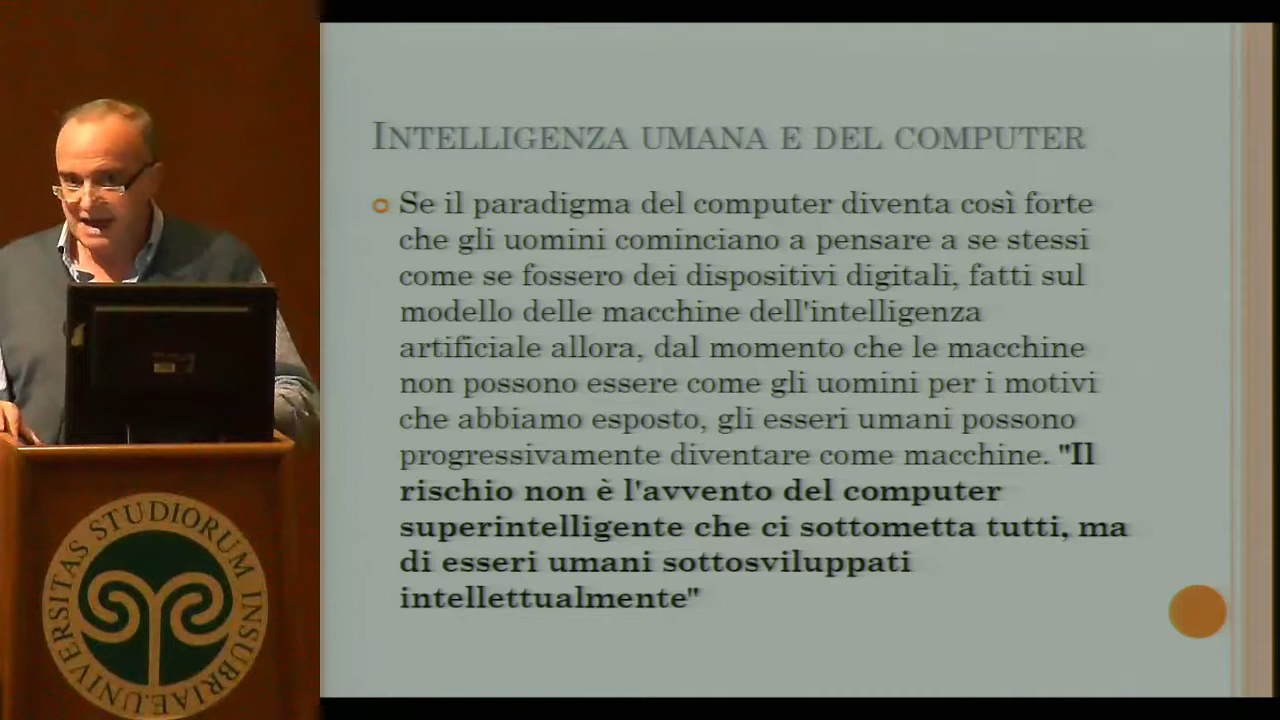 INTELLIGENZA UMANA E DEL COMPUTER
Se il paradigma del computer diventa così forte
che gli uomini cominciano a pensare a se stessi
come se fossero dei dispositivi digitali, fatti sul
modello delle macchine dell'intelligenza
artificiale allora, dal momento che le macchine
non possono essere come gli uomini per i motivi
che abbiamo esposto, gli esseri umani possono
progressivamente diventare come macchine. "Il
rischio non è l'avvento del computer
superintelligente che ci sottometta tutti, ma
di esseri umani sottosviluppati
intellettualmente"
UNIVERSITAS STUDIORUM INSUBRIAE